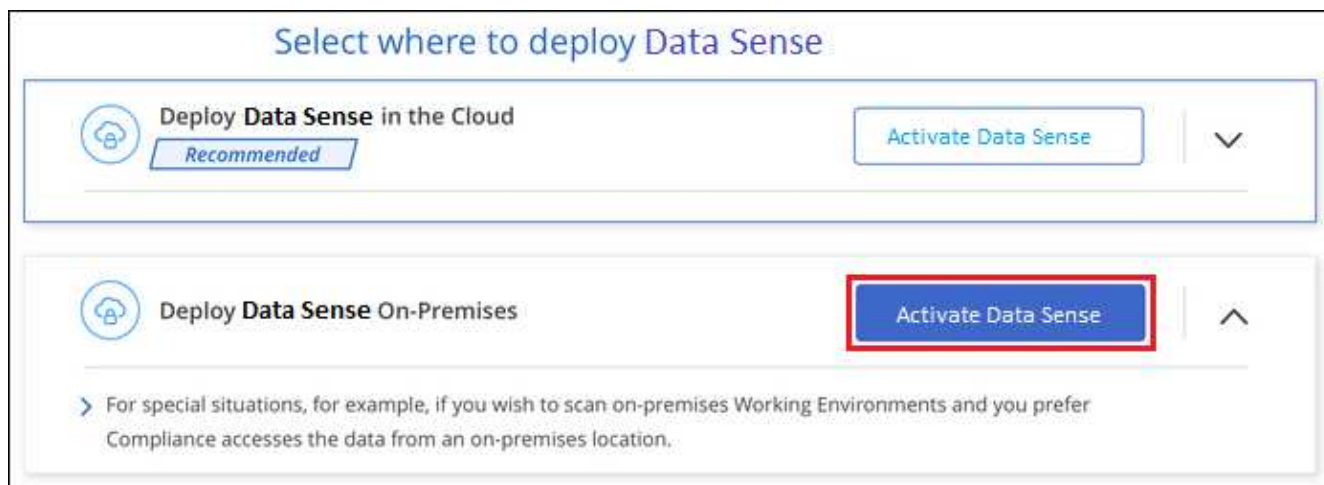 Select where to deploy Data Sense
Deploy Data Sense in the Cloud
Recommended
Activate Data Sense
Deploy Data Sense On-Premises
Activate Data Sense
For special situations, for example, if you wish to scan on-premises Working Environments and you prefer
Compliance accesses the data from an on-premises location.